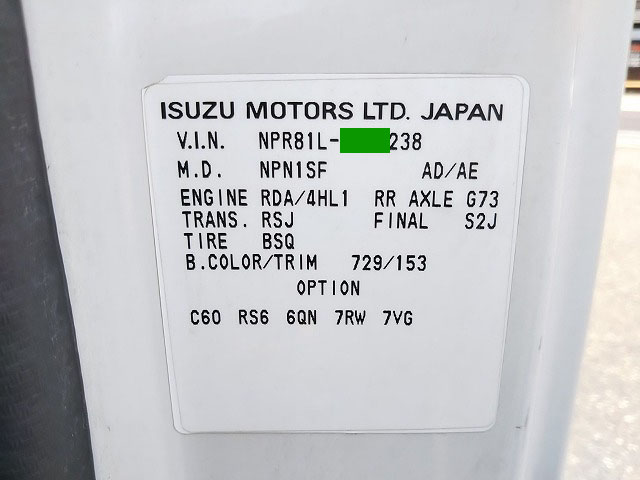 ISUZU MOTORS LTD. JAPAN
V.I.N. NPR81L- 238
M.D. NPN1SF AD/AE
ENGINE RDA/4HL1 RR AXLE G73
TRANS. RSJ FINAL S2J
TIRE BSQ
B.COLOR/TRIM 729/153
OPTION
C60 RS6 6QN 7RW 7VG